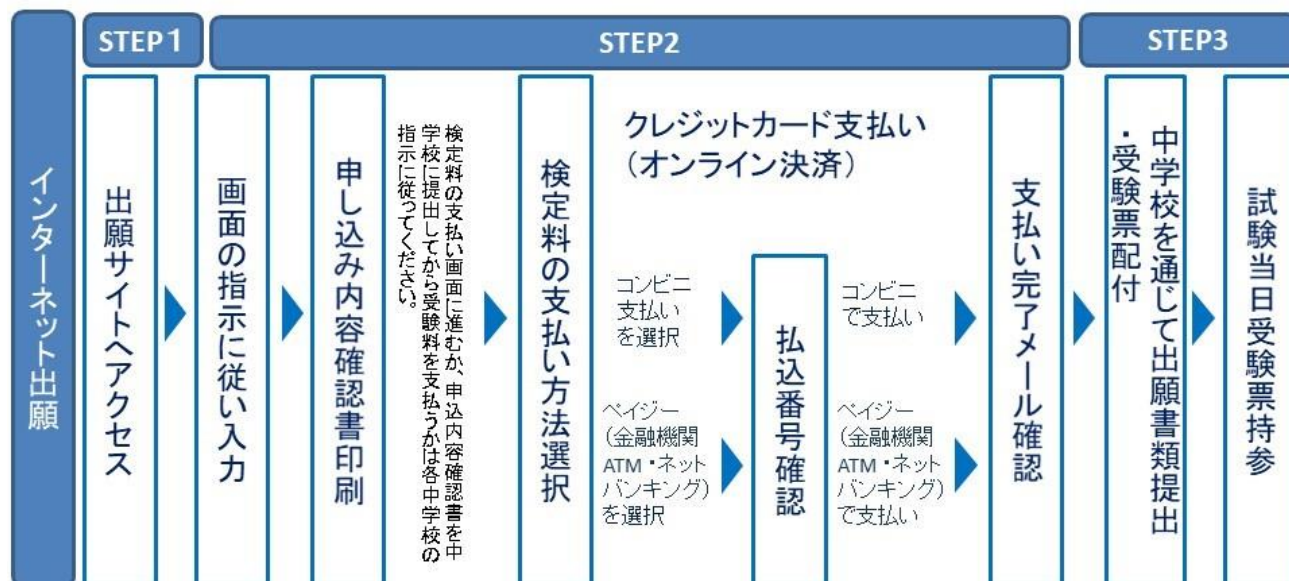 インターネット出願
STEP1
STEP2
STEP3
出願サイトへアクセス
画面の指示に従い入力
申し込み内容確認書印刷
検定料の支払い画面に進むか、申込内容確認書を中
学校に提出してから受験料を支払うかは各中学校の
指示に従ってください。
検定料の支払い方法選択
クレジットカード支払い
(オンライン決済)
コンビニ
支払い
を選択
ペイジー
(金融機関
ATM・ネット
バンキング)
を選択
払込番号確認
コンビニ
で支払い
ペイジー
(金融機関
ATM・ネット
バンキング)
で支払い
支払い完了メール確認
中学校を通じて出願書類提出
・受験票配付
試験当日受験票持参